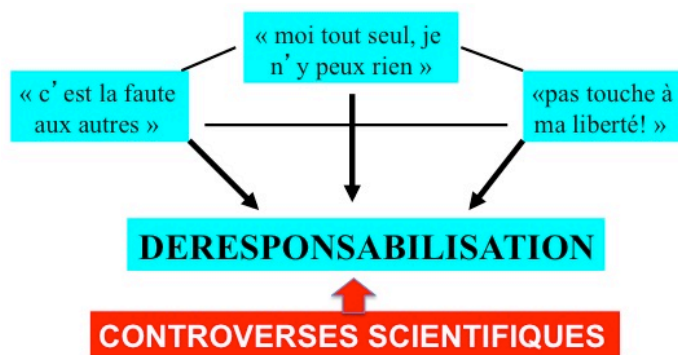 « moi tout seul, je
n’ y peux rien »
« c’ est la faute
aux autres »
«pas touche à
ma liberté! »
DERESPONSABILISATION
CONTROVERSES SCIENTIFIQUES